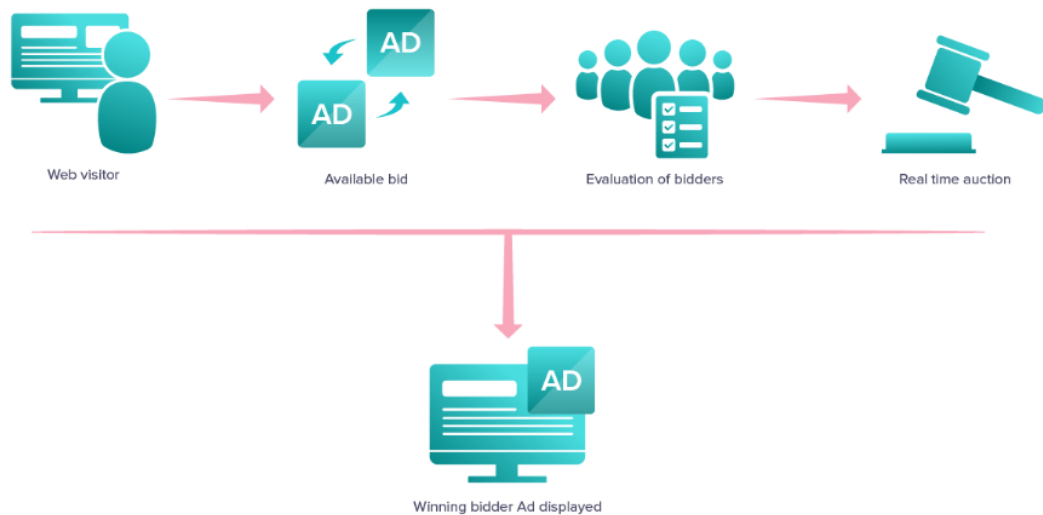 AD
AD
Web visitor
Available bid
Evaluation of bidders
Real time auction
AD
Winning bidder Ad displayed